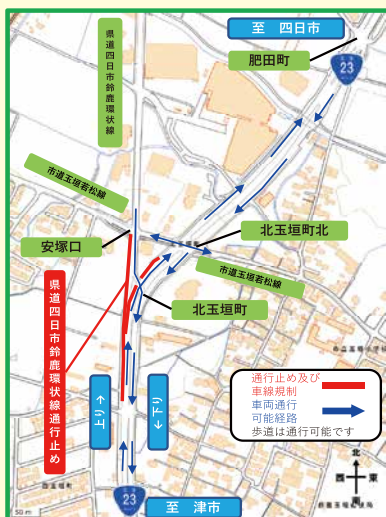 至 四日市
県道四日市鈴鹿環状線
肥田町
23
市道玉垣若松線
安塚口
北玉垣町北
市道玉垣若松線
北玉垣町
県道四日市鈴鹿環状線通行止め
上り→
←下り
通行止め及び
車線規制
車両通行
可能経路
歩道は通行可能です
北
西
東
南
50 m
23
至 津市